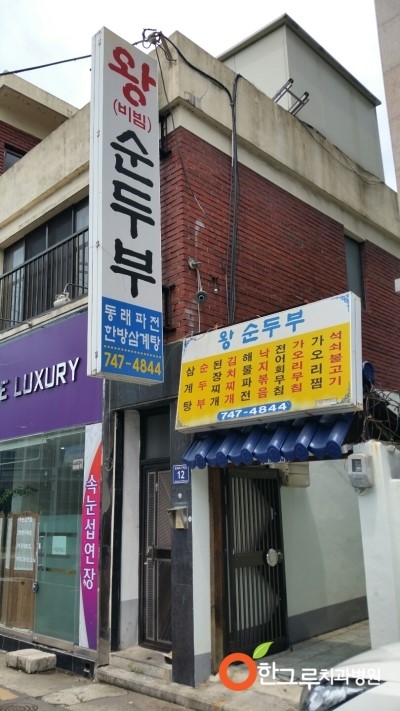 왕
(비빔)
순두부
동래파전
한방삼계탕
747-4844
왕 순두부
삼계탕
순두부
된장찌개
김치찌개
해물파전
낙지볶음
전어회무침
가오리무침
가오리찜
석쇠불고기
747-4844
E LUXURY
속눈섭연장
12
한그루치과병원